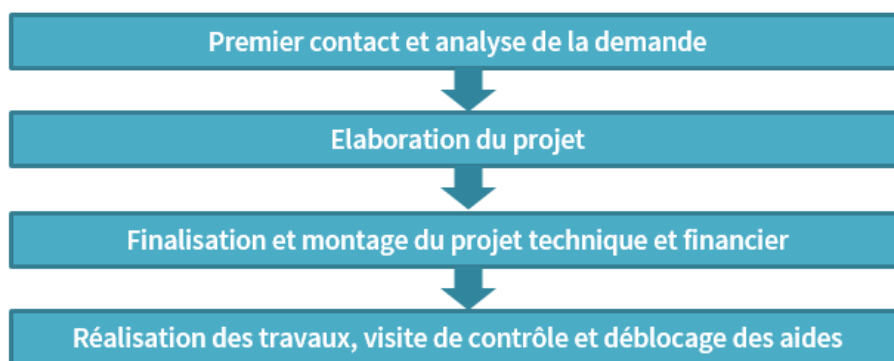 Premier contact et analyse de la demande
Elaboration du projet
Finalisation et montage du projet technique et financier
Réalisation des travaux, visite de contrôle et déblocage des aides